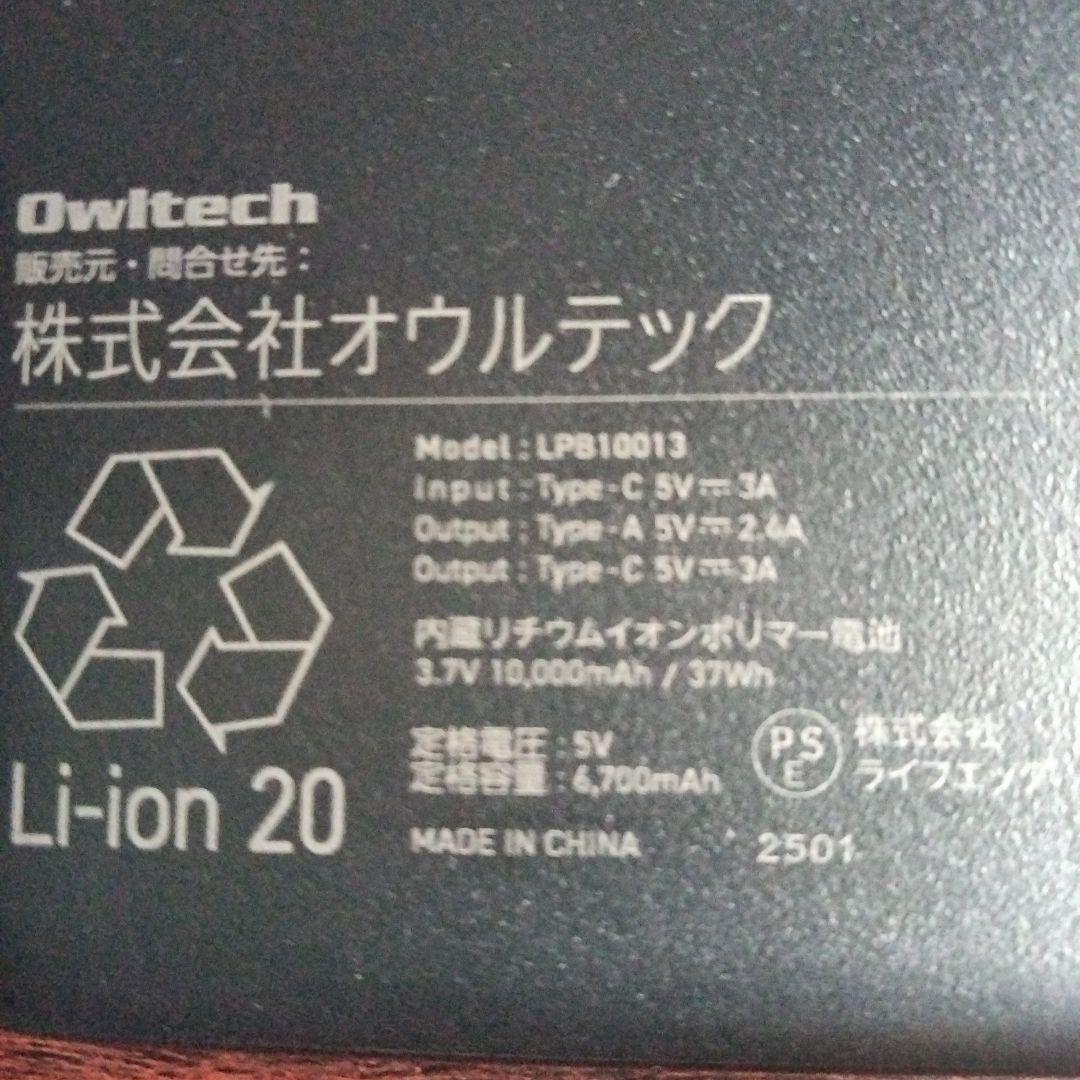 Owltech
販売元・問合せ先：
株式会社オウルテック
Model : LPB10013
Input : Type-C 5V⎓3A
Output : Type-A 5V⎓2.4A
Output : Type-C 5V⎓3A
内蔵リチウムイオンポリマー電池
3.7V 10,000mAh / 37Wh
定格電圧 : 5V
定格容量 : 6,700mAh
PS
E
株式会社
MADE IN CHINA
2501
Li-ion 20